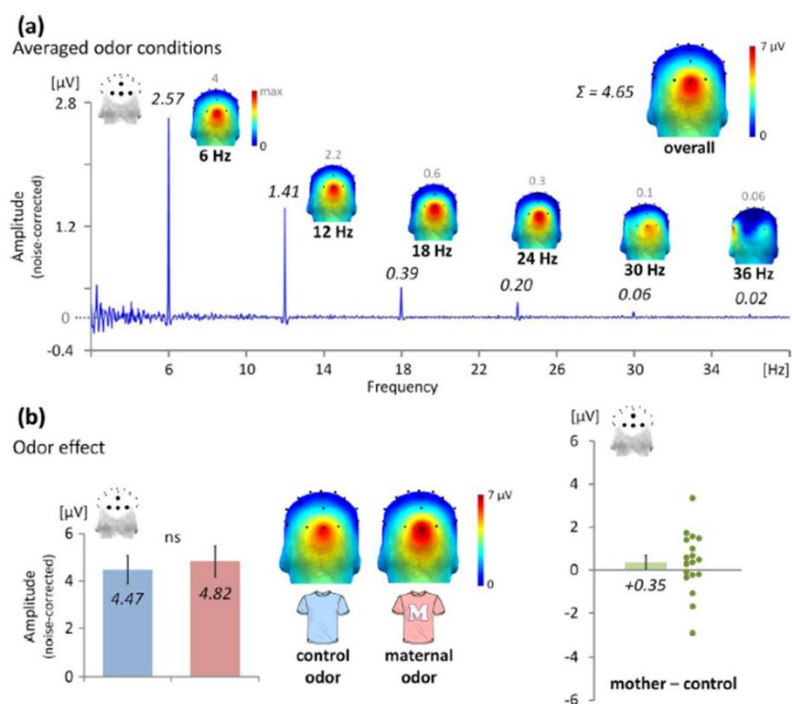 (a)
Averaged odor conditions
[µV]
2.8
1.2
0
-0.4
Amplitude
(noise-corrected)
2.57
4
max
0
6 Hz
1.41
2.2
12 Hz
0.39
0.6
18 Hz
0.20
0.3
24 Hz
0.06
0.1
30 Hz
0.02
0.06
36 Hz
Σ = 4.65
7 µV
0
overall
6 10 14 18 22 26 30 34 [Hz]
Frequency
(b)
Odor effect
[µV]
6
4
2
0
Amplitude
(noise-corrected)
ns
4.47
4.82
7 µV
0
control
odor
M
maternal
odor
[µV]
6
4
2
0
-2
-4
-6
+0.35
mother – control